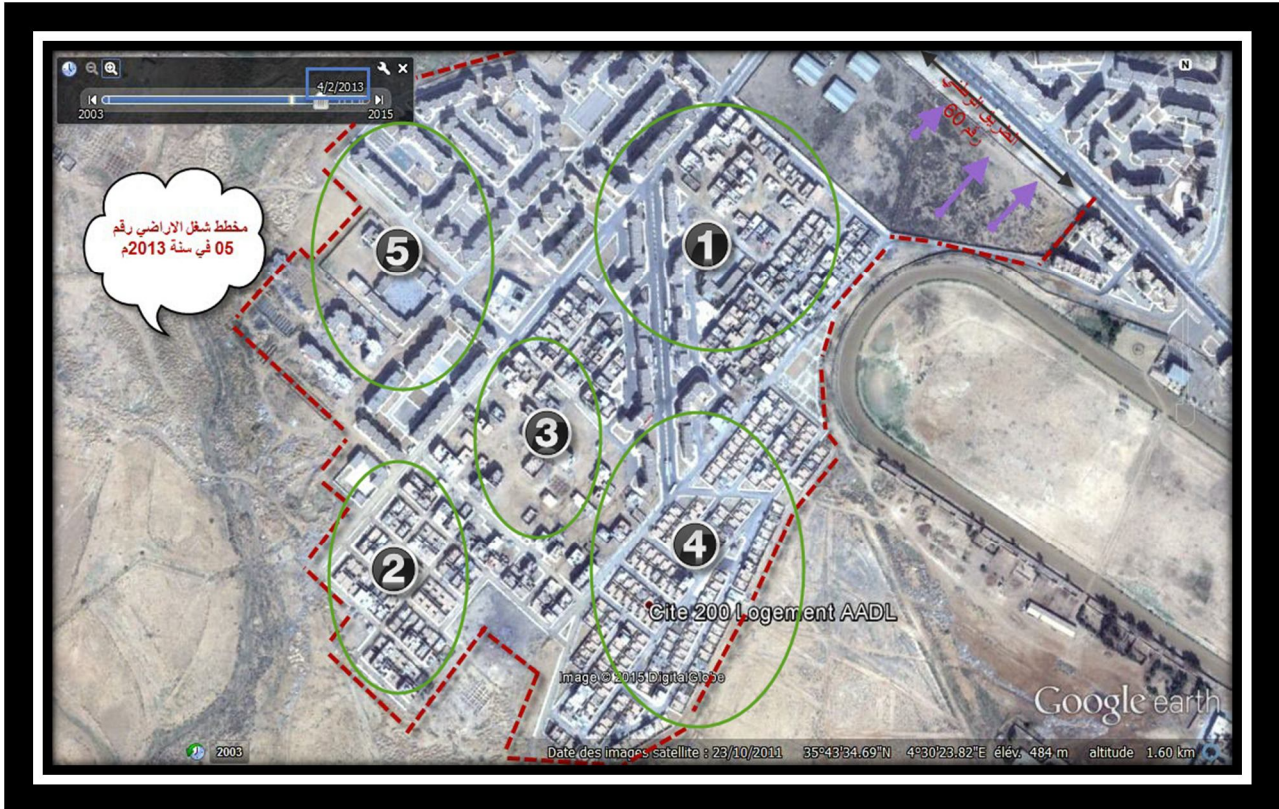 4/2/2013
2003
2015
N
الطريق الوطني
رقم 60
مخطط شغل الاراضي رقم
05 في سنة 2013م
5
1
3
2
4
Cite 200 Logement AADL
Image © 2015 DigitalGlobe
Google earth
2003
Date des images satellite : 23/10/2011 35°43'34.69"N 4°30'23.82"E élév. 484 m altitude 1.60 km